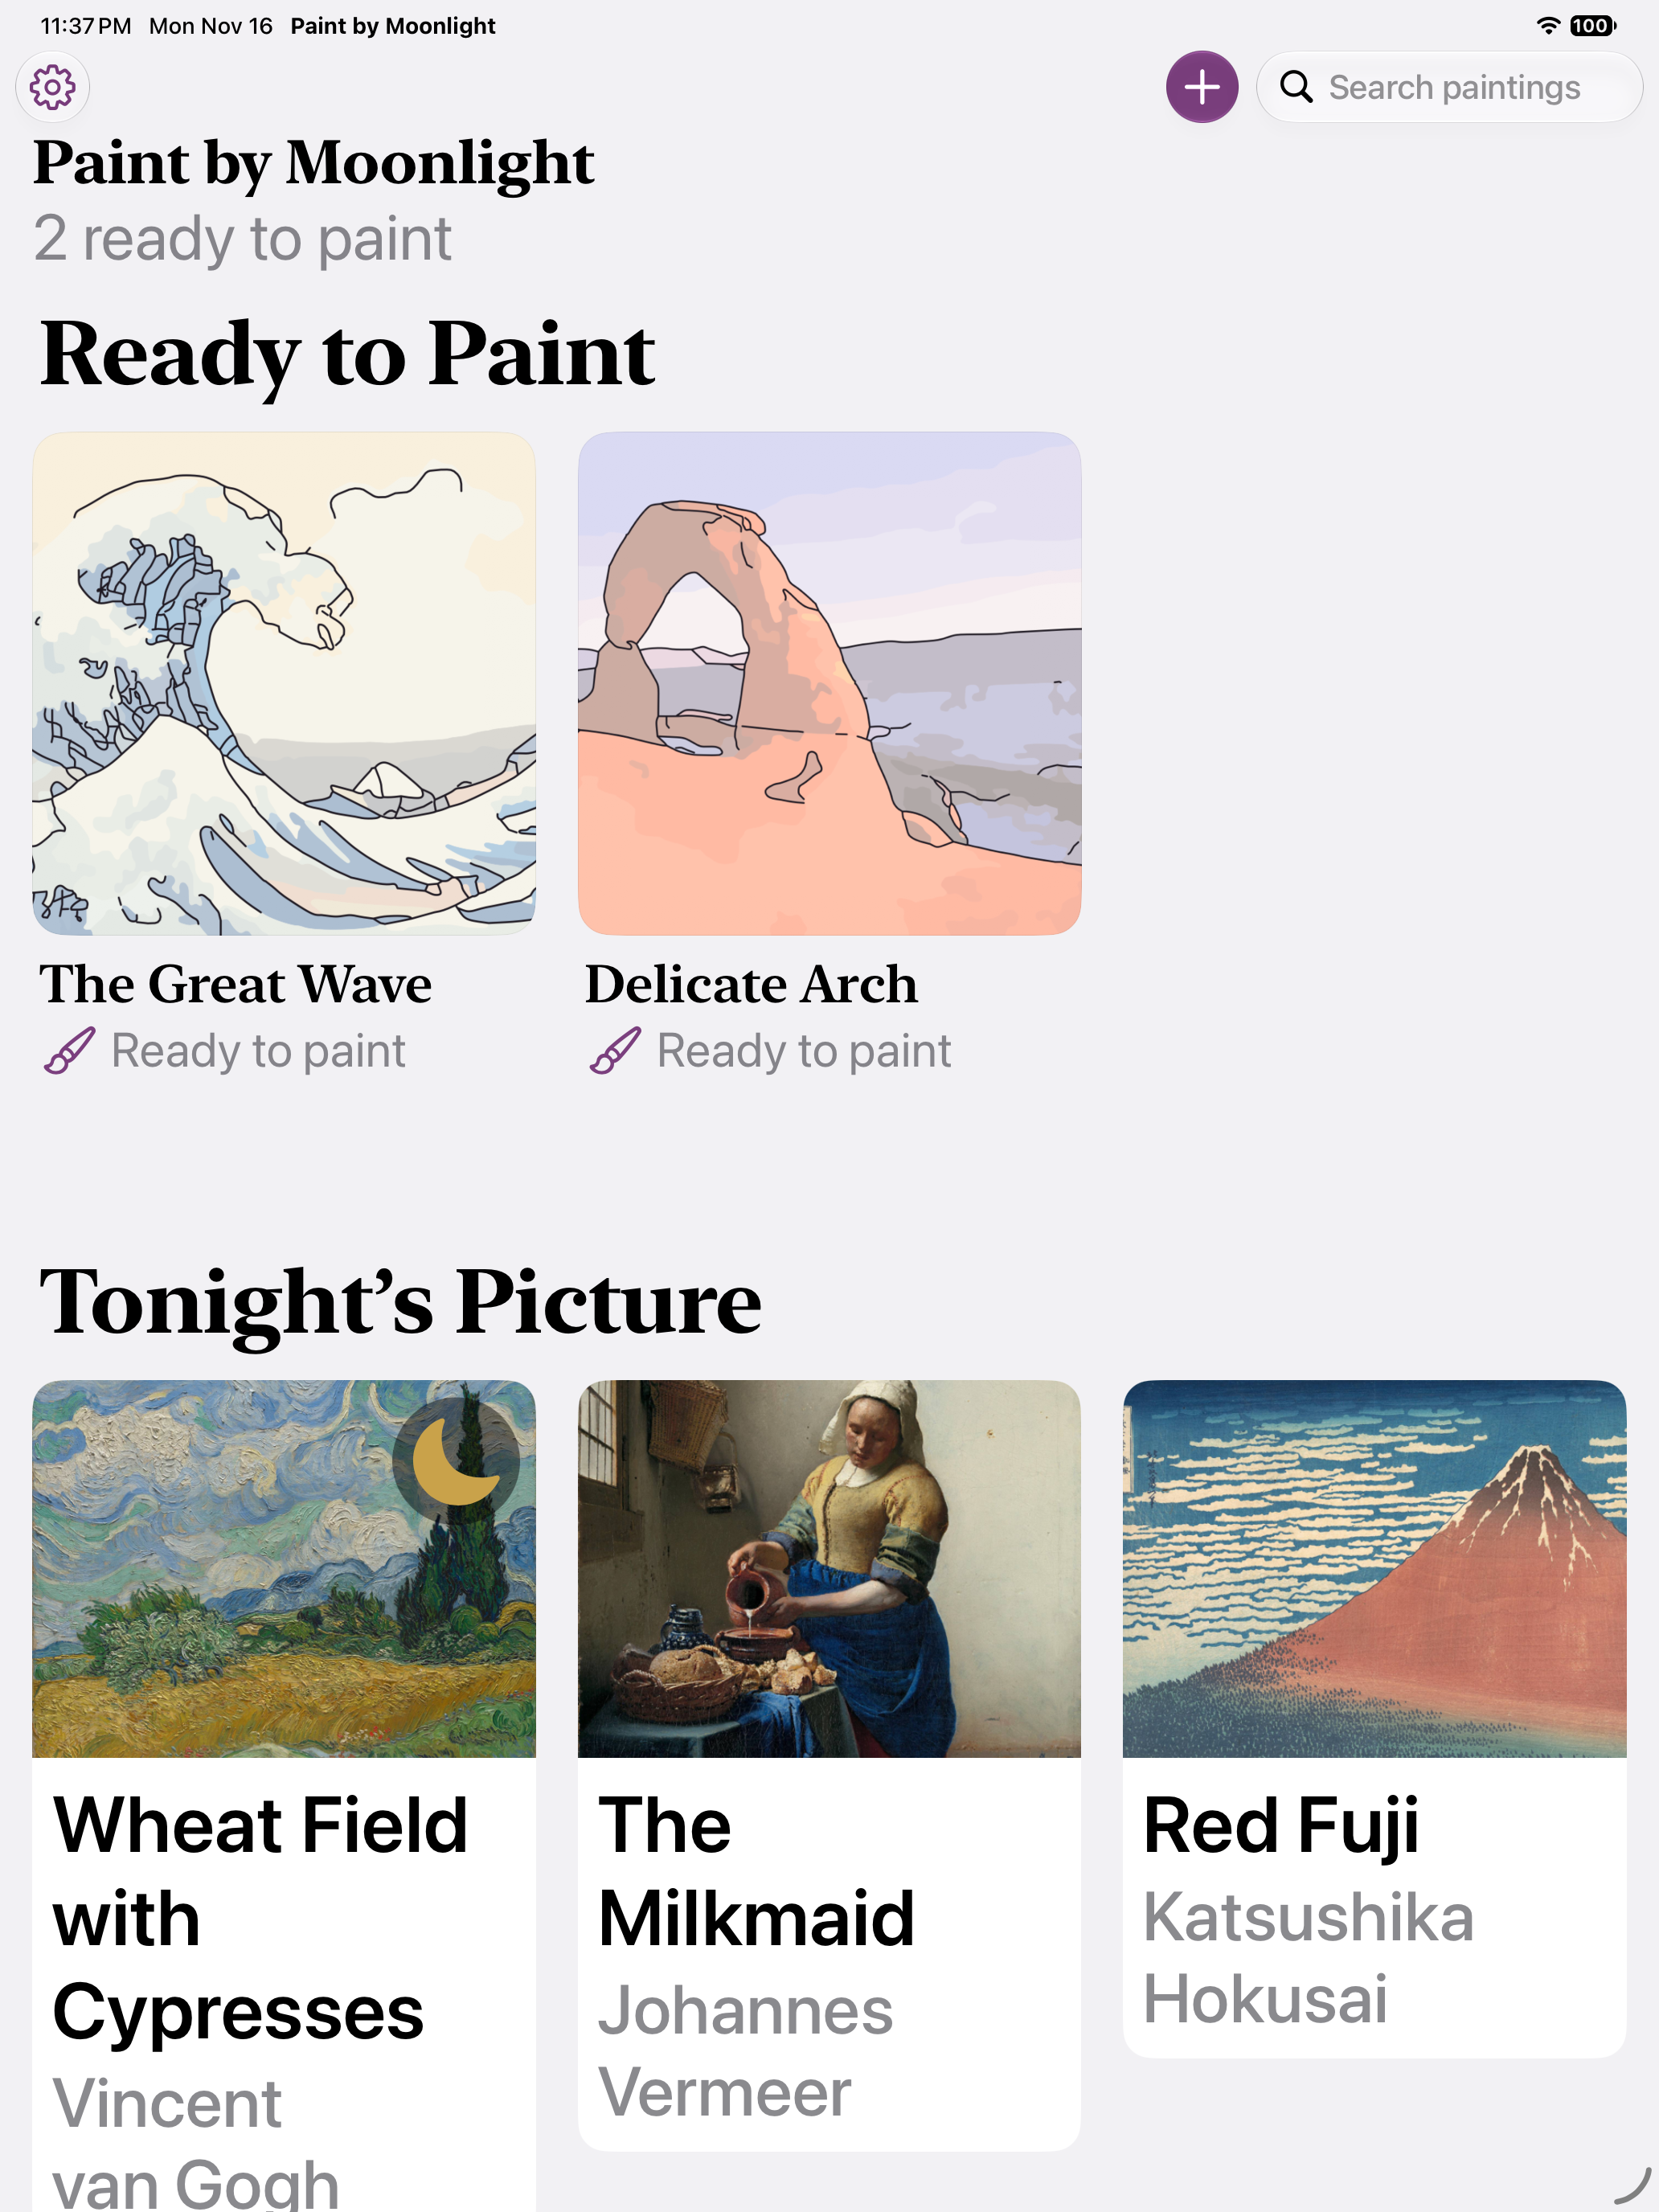 11:37 PM Mon Nov 16 Paint by Moonlight
100
Search paintings
Paint by Moonlight
2 ready to paint
Ready to Paint
The Great Wave
Ready to paint
Delicate Arch
Ready to paint
Tonight’s Picture
Wheat Field
with
Cypresses
Vincent
van Gogh
The
Milkmaid
Johannes
Vermeer
Red Fuji
Katsushika
Hokusai